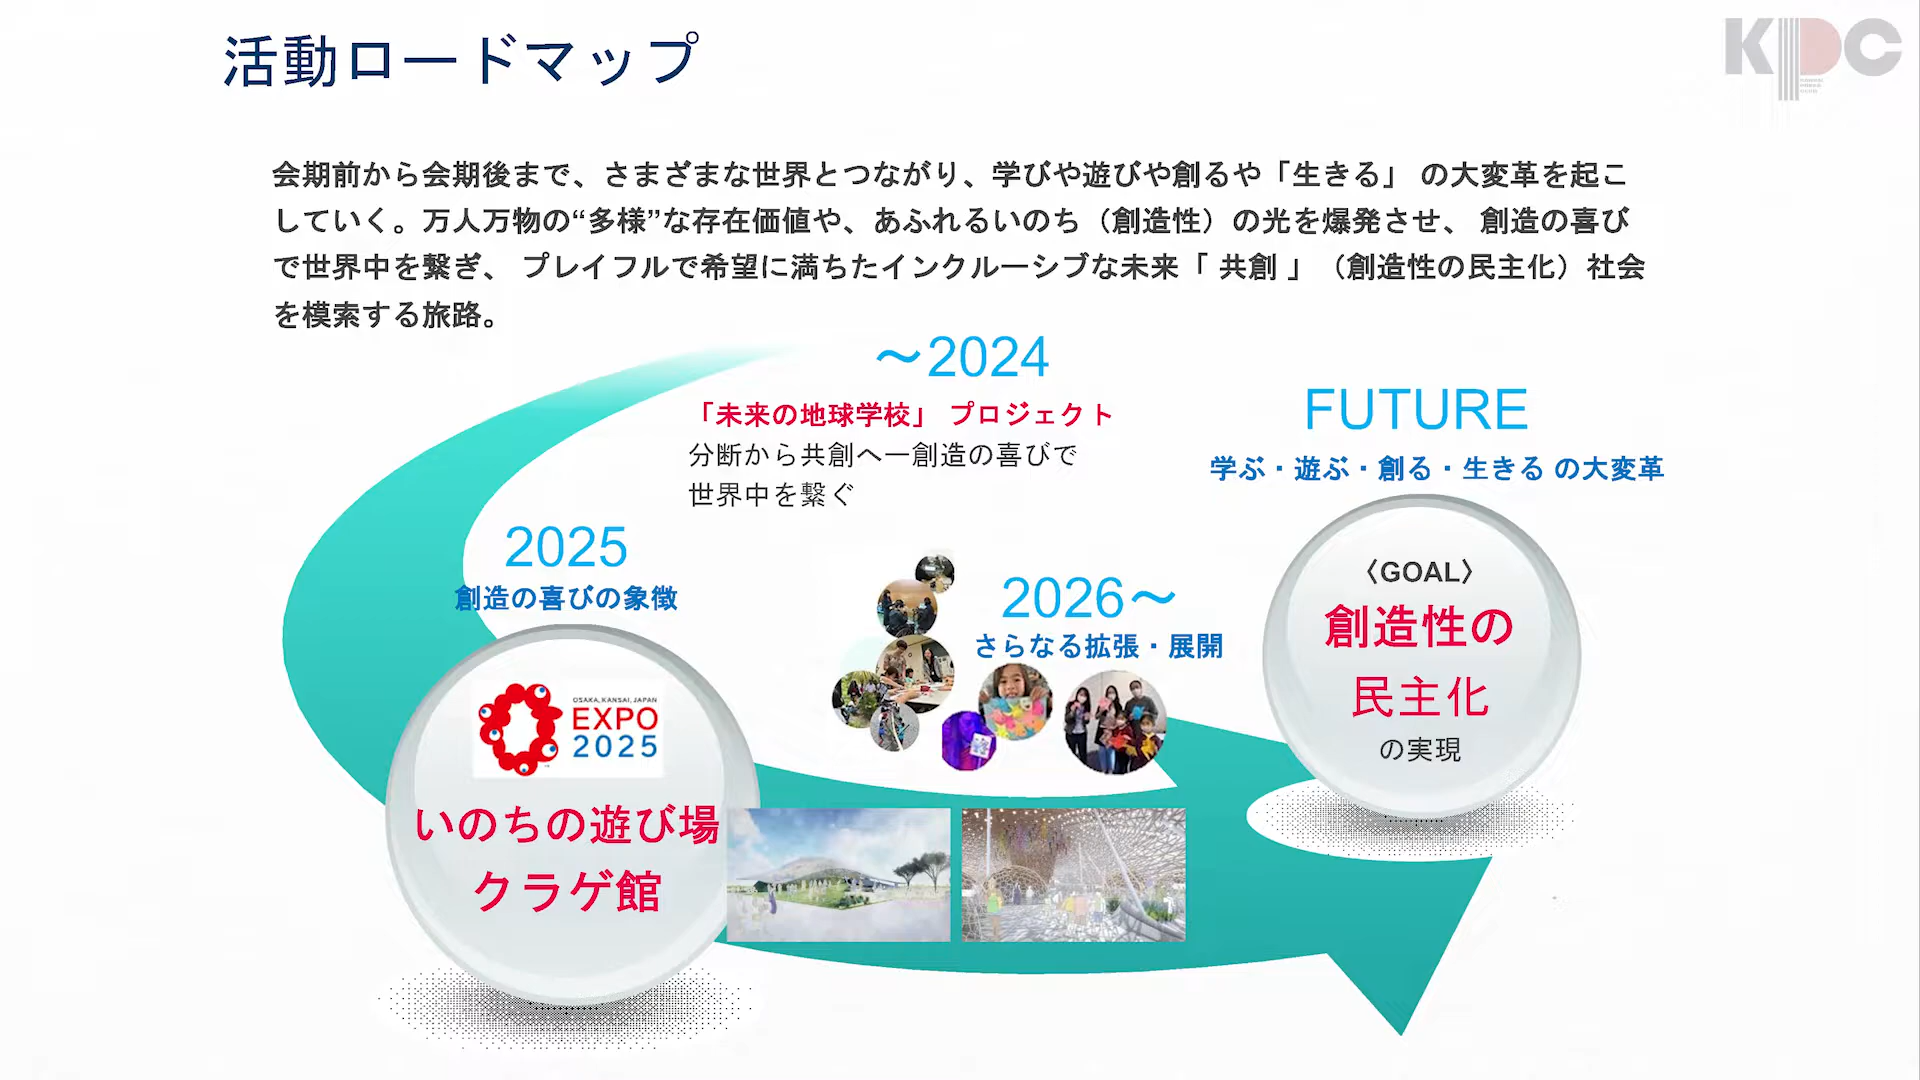 活動ロードマップ
KPC
会期前から会期後まで、さまざまな世界とつながり、学びや遊びや創るや「生きる」 の大変革を起こ
していく。万人万物の“多様”な存在価値や、あふれるいのち（創造性）の光を爆発させ、 創造の喜び
で世界中を繋ぎ、 プレイフルで希望に満ちたインクルーシブな未来「 共創 」（創造性の民主化）社会
を模索する旅路。
～2024
「未来の地球学校」 プロジェクト
分断から共創へ―創造の喜びで
世界中を繋ぐ
2025
創造の喜びの象徴
OSAKA, KANSAI, JAPAN
EXPO
2025
いのちの遊び場
クラゲ館
2026～
さらなる拡張・展開
FUTURE
学ぶ・遊ぶ・創る・生きる の大変革
〈GOAL〉
創造性の
民主化
の実現